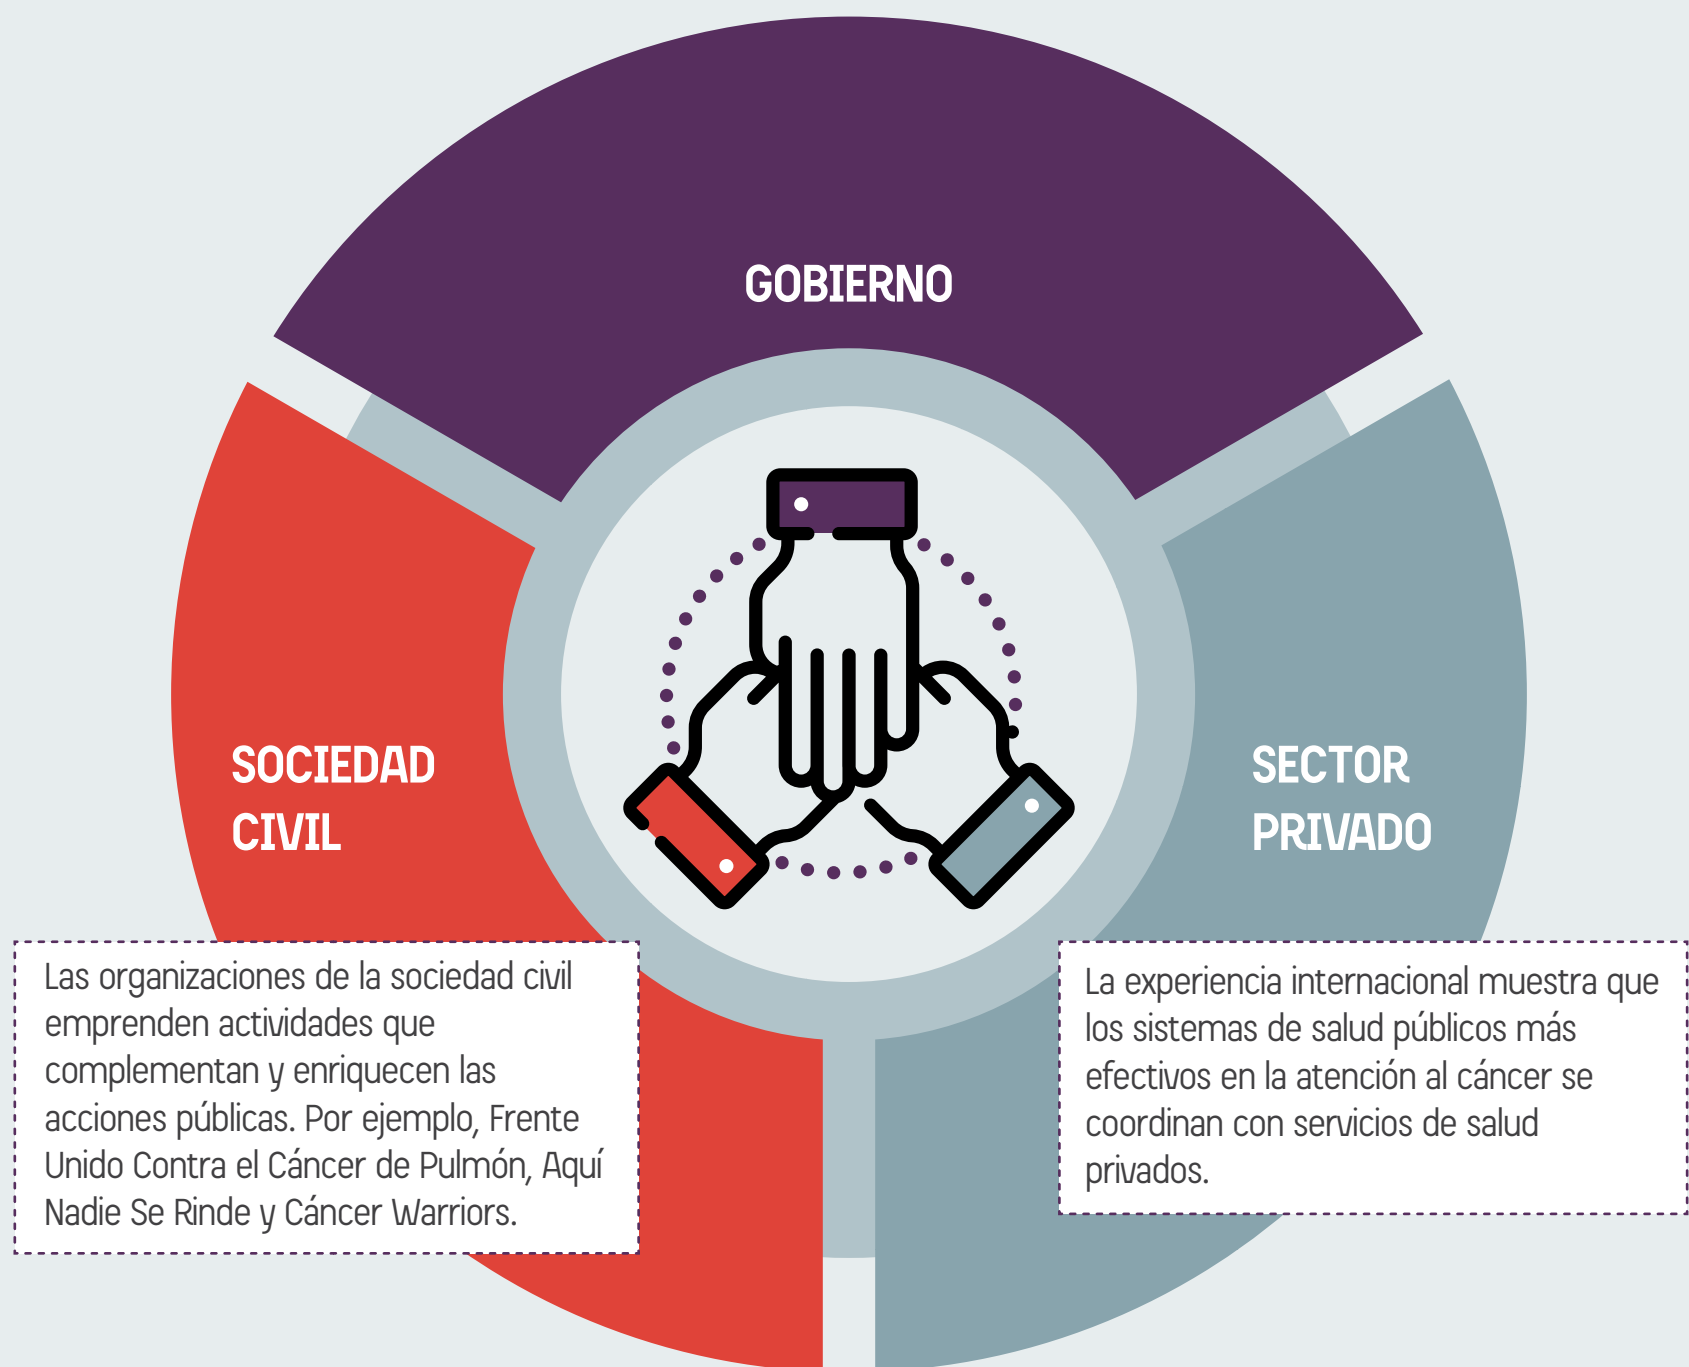 GOBIERNO
SOCIEDAD
CIVIL
SECTOR
PRIVADO
Las organizaciones de la sociedad civil
emprenden actividades que
complementan y enriquecen las
acciones públicas. Por ejemplo, Frente
Unido Contra el Cáncer de Pulmón, Aquí
Nadie Se Rinde y Cáncer Warriors.
La experiencia internacional muestra que
los sistemas de salud públicos más
efectivos en la atención al cáncer se
coordinan con servicios de salud
privados.